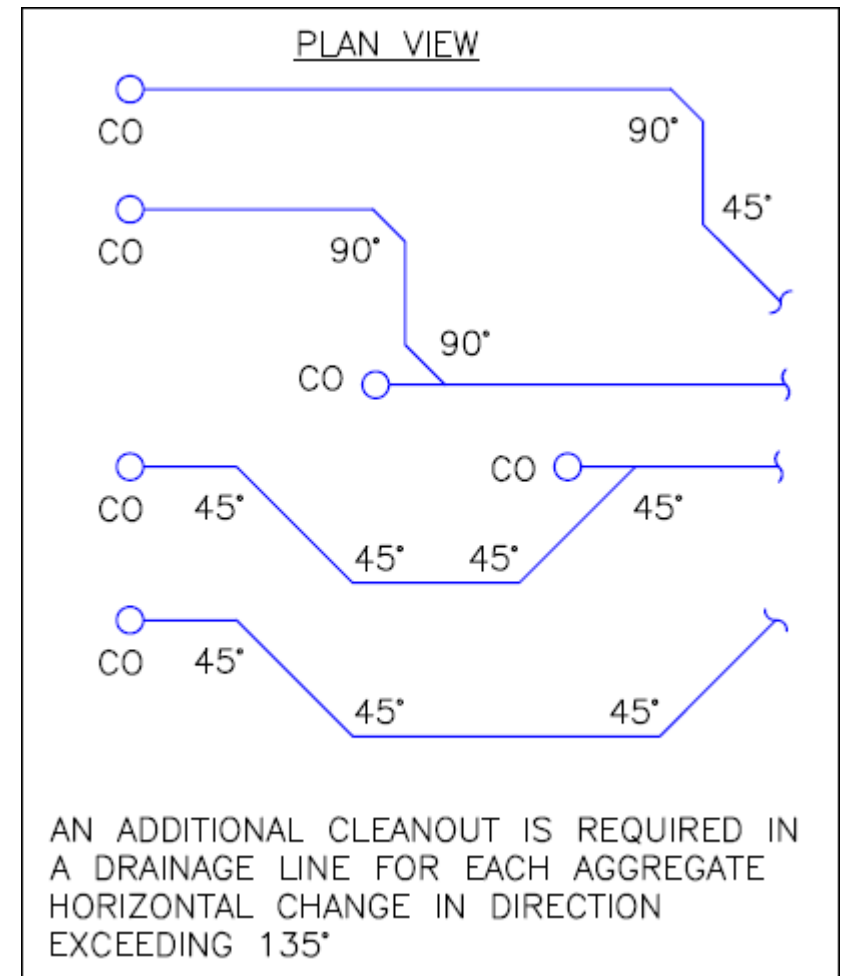 PLAN VIEW
CO
90°
45°
CO
90°
90°
CO
CO
45°
45°
45°
CO
45°
CO
45°
45°
45°
AN ADDITIONAL CLEANOUT IS REQUIRED IN
A DRAINAGE LINE FOR EACH AGGREGATE
HORIZONTAL CHANGE IN DIRECTION
EXCEEDING 135°